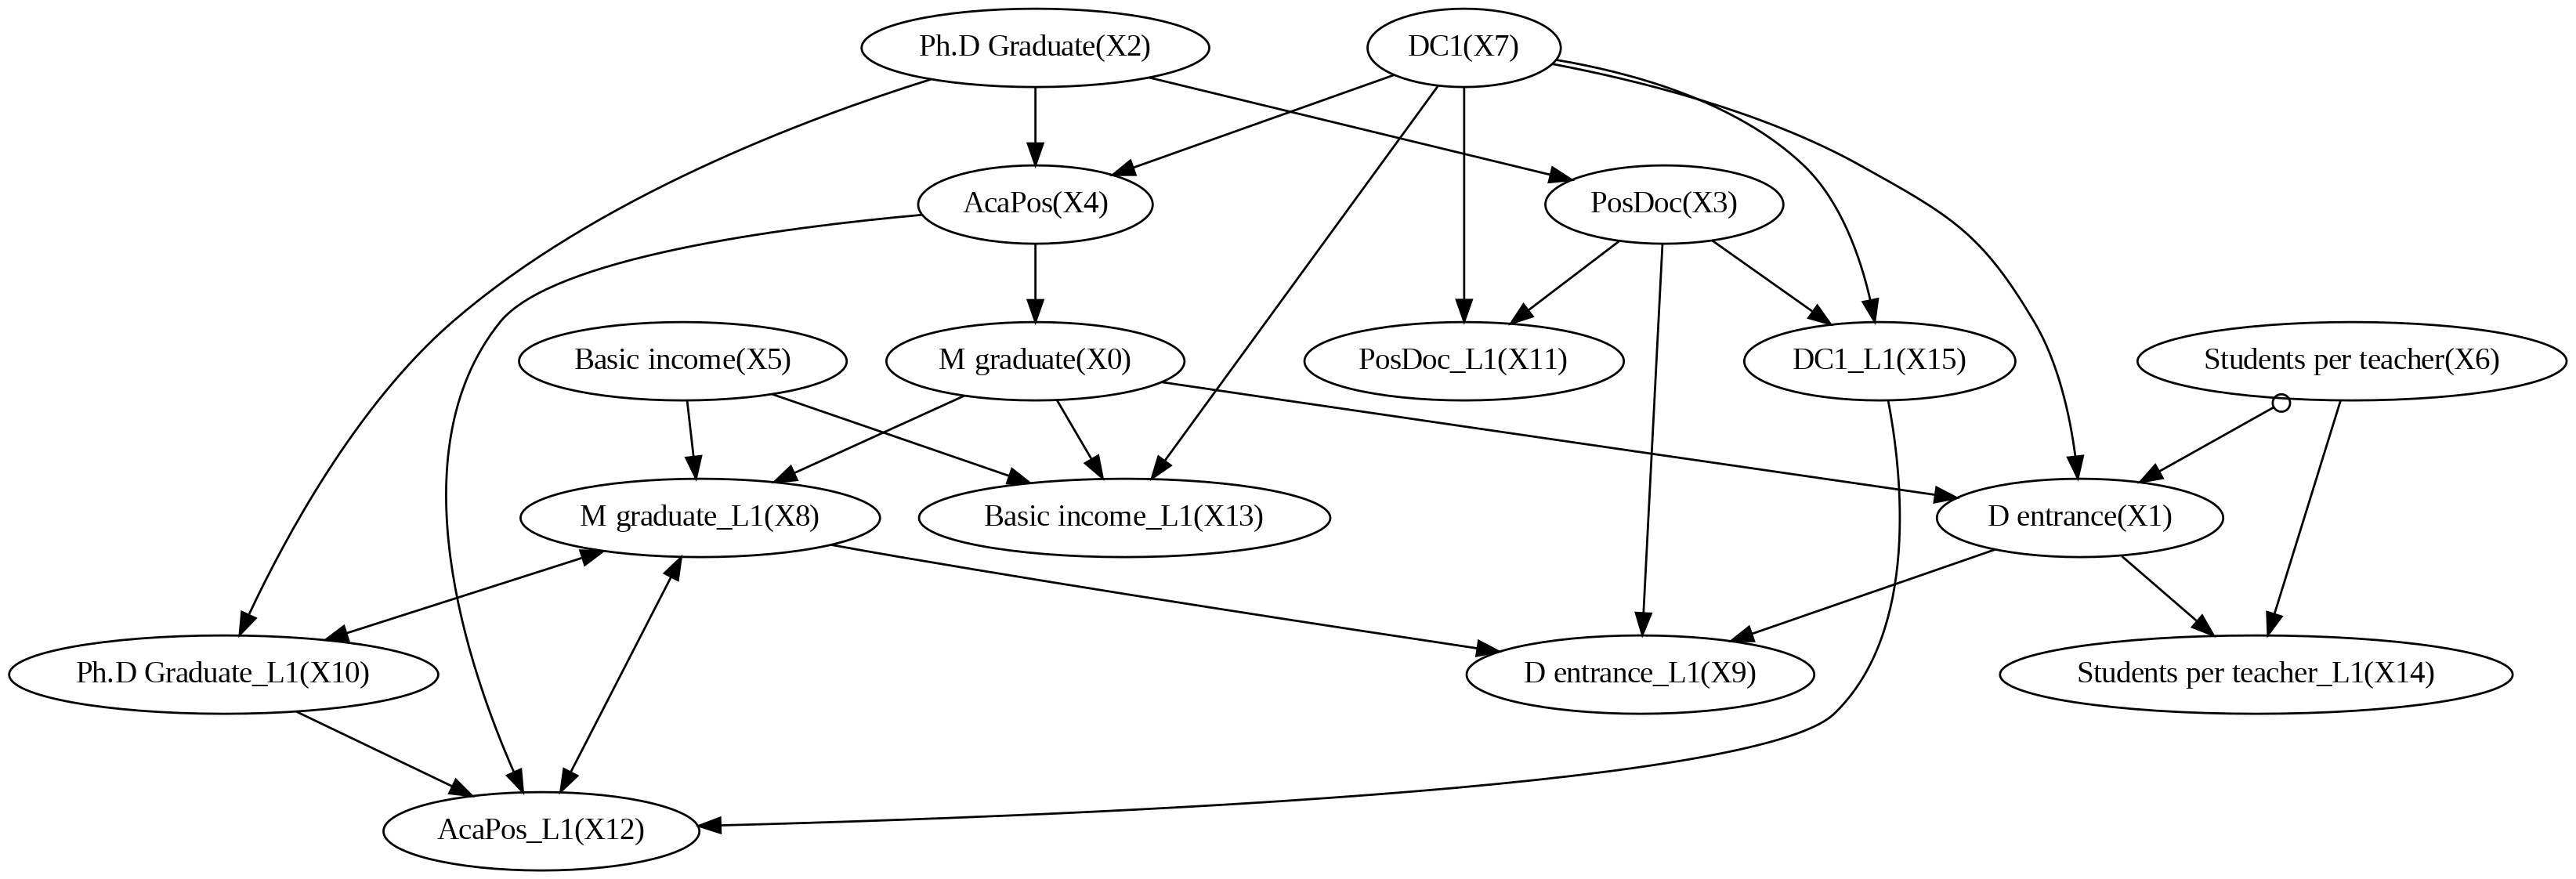 Ph.D Graduate(X2)
DC1(X7)
AcaPos(X4)
PosDoc(X3)
Basic income(X5)
M graduate(X0)
PosDoc_L1(X11)
DC1_L1(X15)
Students per teacher(X6)
M graduate_L1(X8)
Basic income_L1(X13)
D entrance(X1)
Ph.D Graduate_L1(X10)
D entrance_L1(X9)
Students per teacher_L1(X14)
AcaPos_L1(X12)